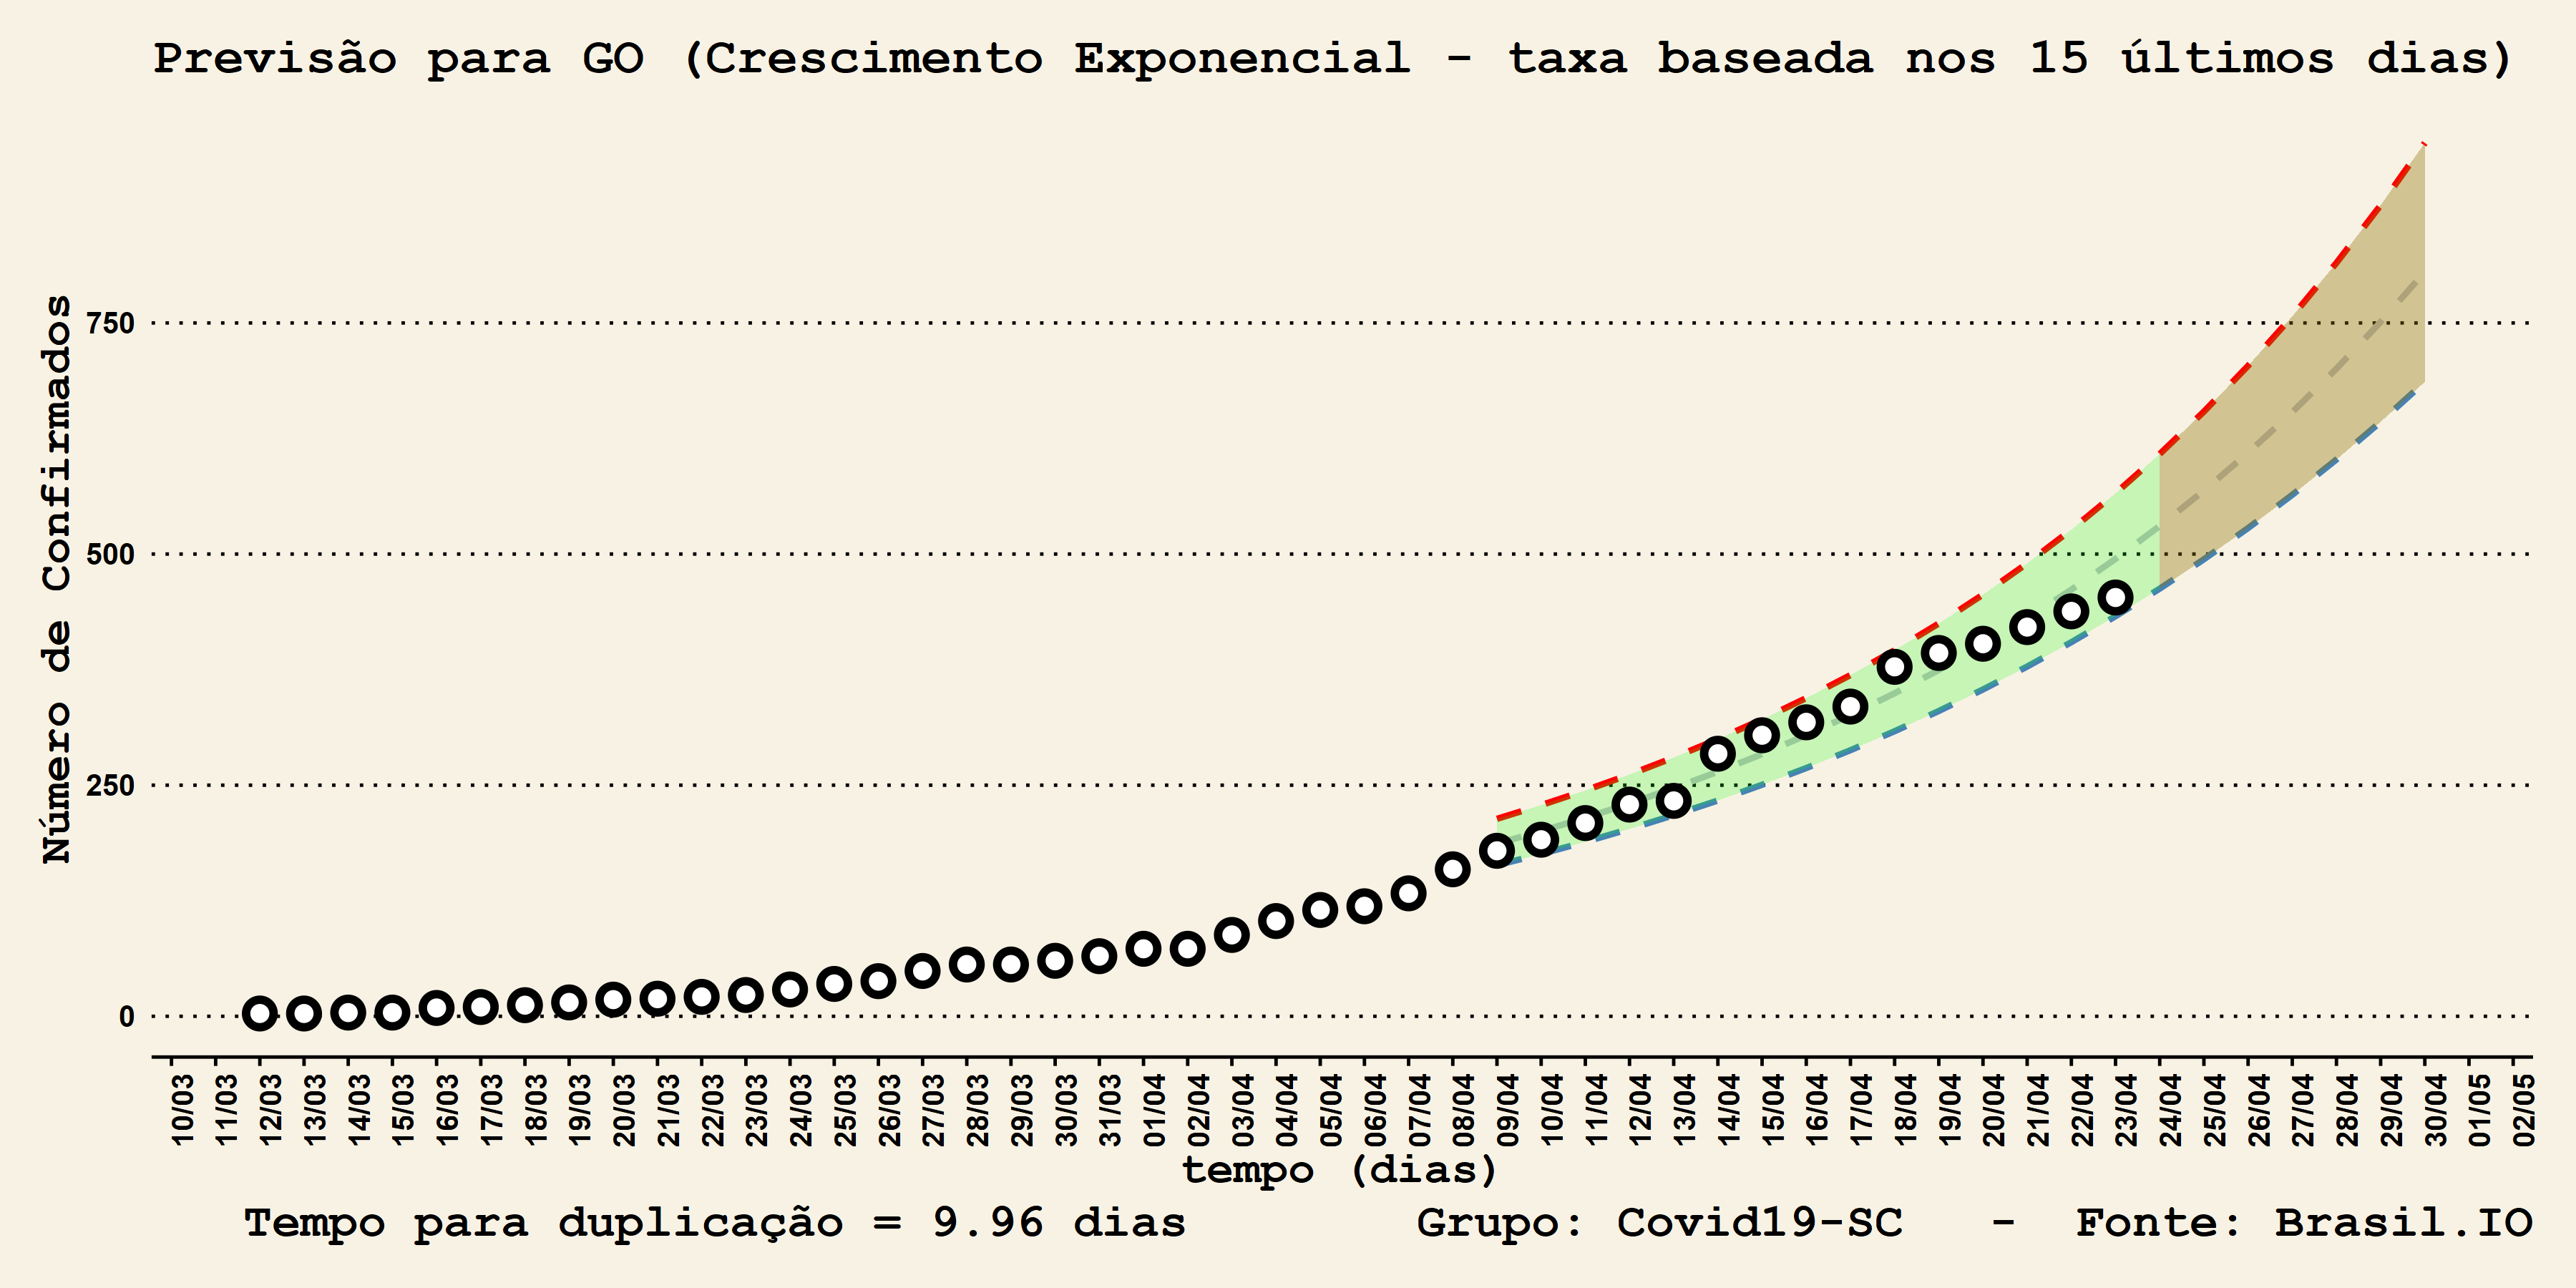 Previsão para GO (Crescimento Exponencial - taxa baseada nos 15 últimos dias)
Número de Confirmados
750
500
250
0
10/03 11/03 12/03 13/03 14/03 15/03 16/03 17/03 18/03 19/03 20/03 21/03 22/03 23/03 24/03 25/03 26/03 27/03 28/03 29/03 30/03 31/03 01/04 02/04 03/04 04/04 05/04 06/04 07/04 08/04 09/04 10/04 11/04 12/04 13/04 14/04 15/04 16/04 17/04 18/04 19/04 20/04 21/04 22/04 23/04 24/04 25/04 26/04 27/04 28/04 29/04 30/04 01/05 02/05
tempo (dias)
Tempo para duplicação = 9.96 dias Grupo: Covid19-SC - Fonte: Brasil.IO